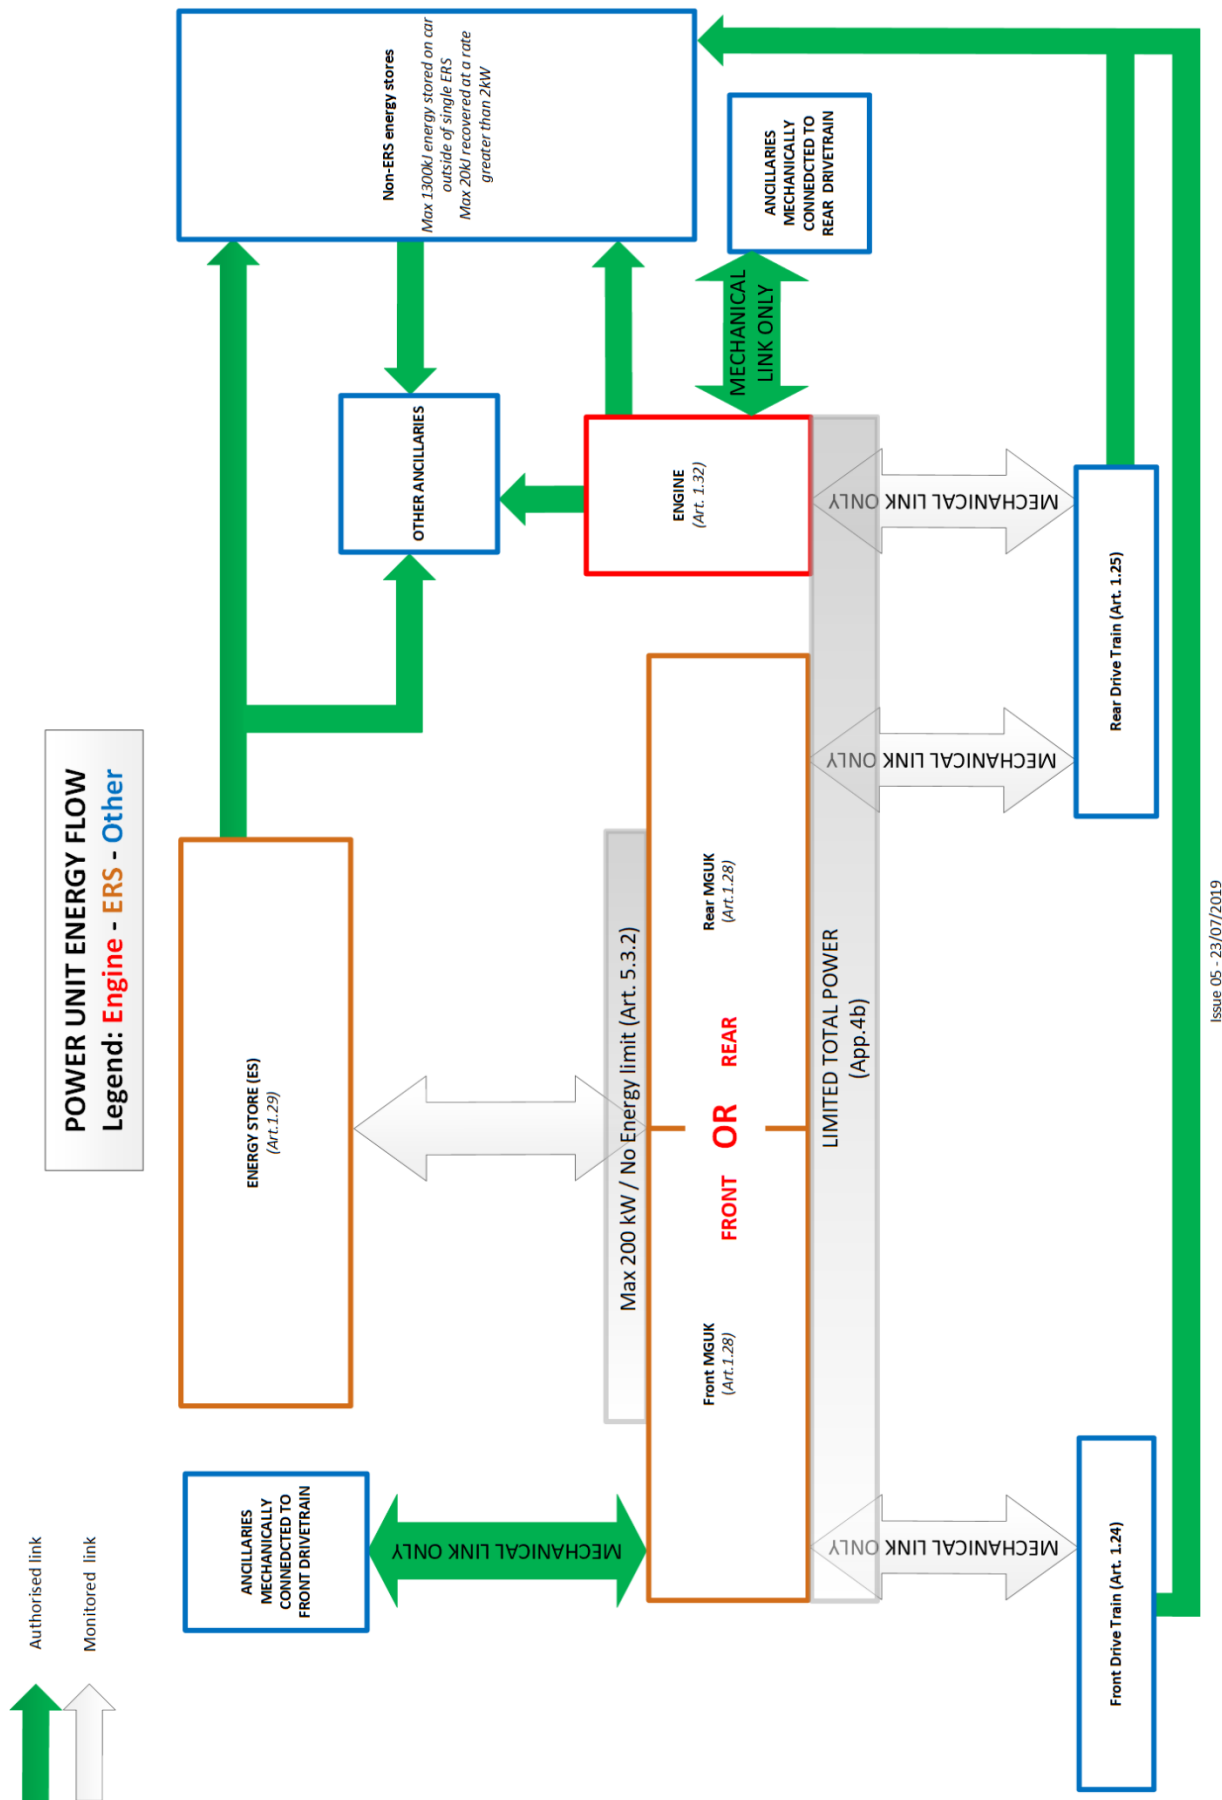 POWER UNIT ENERGY FLOW
Legend: Engine - ERS - Other
Authorised link
Monitored link
ANCILLARIES
MECHANICALLY
CONNEDCTED TO
FRONT DRIVETRAIN
ENERGY STORE (ES)
(Art.1.29)
Non-ERS energy stores
Max 1300kJ energy stored on car
outside of single ERS
Max 20kJ recovered at a rate
greater than 2kW
OTHER ANCILLARIES
MECHANICAL LINK ONLY
Max 200 kW / No Energy limit (Art. 5.3.2)
Front MGUK
(Art.1.28)
FRONT OR REAR
Rear MGUK
(Art.1.28)
ENGINE
(Art. 1.32)
MECHANICAL
LINK ONLY
ANCILLARIES
MECHANICALLY
CONNEDCTED TO
REAR DRIVETRAIN
LIMITED TOTAL POWER
(App.4b)
MECHANICAL LINK ONLY
MECHANICAL LINK ONLY
MECHANICAL LINK ONLY
Front Drive Train (Art. 1.24)
Rear Drive Train (Art. 1.25)
Issue 05 - 23/07/2019